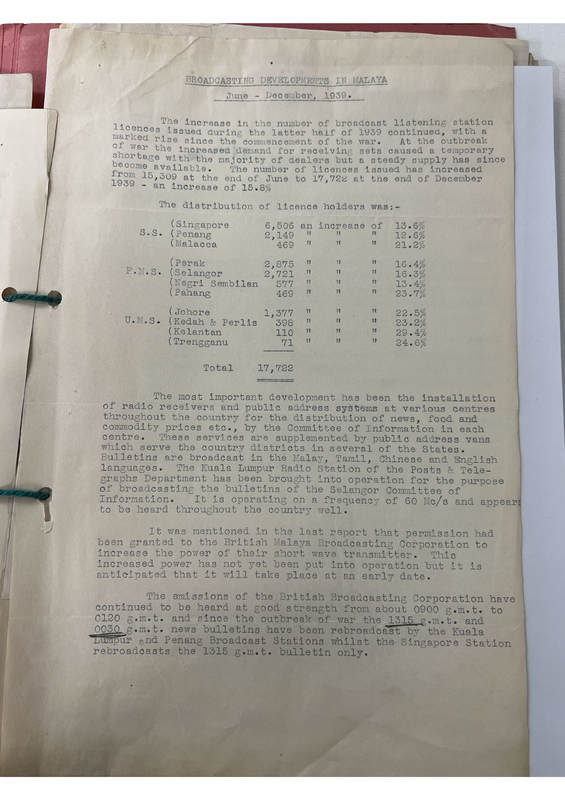 BROADCASTING DEVELOPMENTS IN MALAYA
June - December, 1939.
The increase in the number of broadcast listening station
licences issued during the latter half of 1939 continued, with a
marked rise since the commencement of the war. At the outbreak
of war the increased demand for receiving sets caused a temporary
shortage with the majority of dealers but a steady supply has since
become available. The number of licences issued has increased
from 15,309 at the end of June to 17,722 at the end of December
1939 - an increase of 15.8%
The distribution of licence holders was:-
(Singapore 6,506 an increase of 13.6%
S.S. (Penang 2,149 " " " 12.6%
(Malacca 469 " " " 21.2%
(Perak 2,875 " " " 16.4%
F.M.S. (Selangor 2,721 " " " 16.3%
(Negri Sembilan 577 " " " 13.4%
(Pahang 469 " " " 23.7%
(Johore 1,377 " " " 22.5%
U.M.S. (Kedah & Perlis 398 " " " 23.2%
(Kelantan 110 " " " 29.4%
(Trengganu 71 " " " 24.6%
Total 17,722
The most important development has been the installation
of radio receivers and public address systems at various centres
throughout the country for the distribution of news, food and
commodity prices etc., by the Committee of Information in each
centre. These services are supplemented by public address vans
which serve the country districts in several of the States.
Bulletins are broadcast in the Malay, Tamil, Chinese and English
languages. The Kuala Lumpur Radio Station of the Posts & Tele-
graphs Department has been brought into operation for the purpose
of broadcasting the bulletins of the Selangor Committee of
Information. It is operating on a frequency of 60 Mc/s and appears
to be heard throughout the country well.
It was mentioned in the last report that permission had
been granted to the British Malaya Broadcasting Corporation to
increase the power of their short wave transmitter. This
increased power has not yet been put into operation but it is
anticipated that it will take place at an early date.
The emissions of the British Broadcasting Corporation have
continued to be heard at good strength from about 0900 g.m.t. to
0120 g.m.t. and since the outbreak of war the 1315 g.m.t. and
0030 g.m.t. news bulletins have been rebroadcast by the Kuala
Lumpur and Penang Broadcast Stations whilst the Singapore Station
rebroadcasts the 1315 g.m.t. bulletin only.